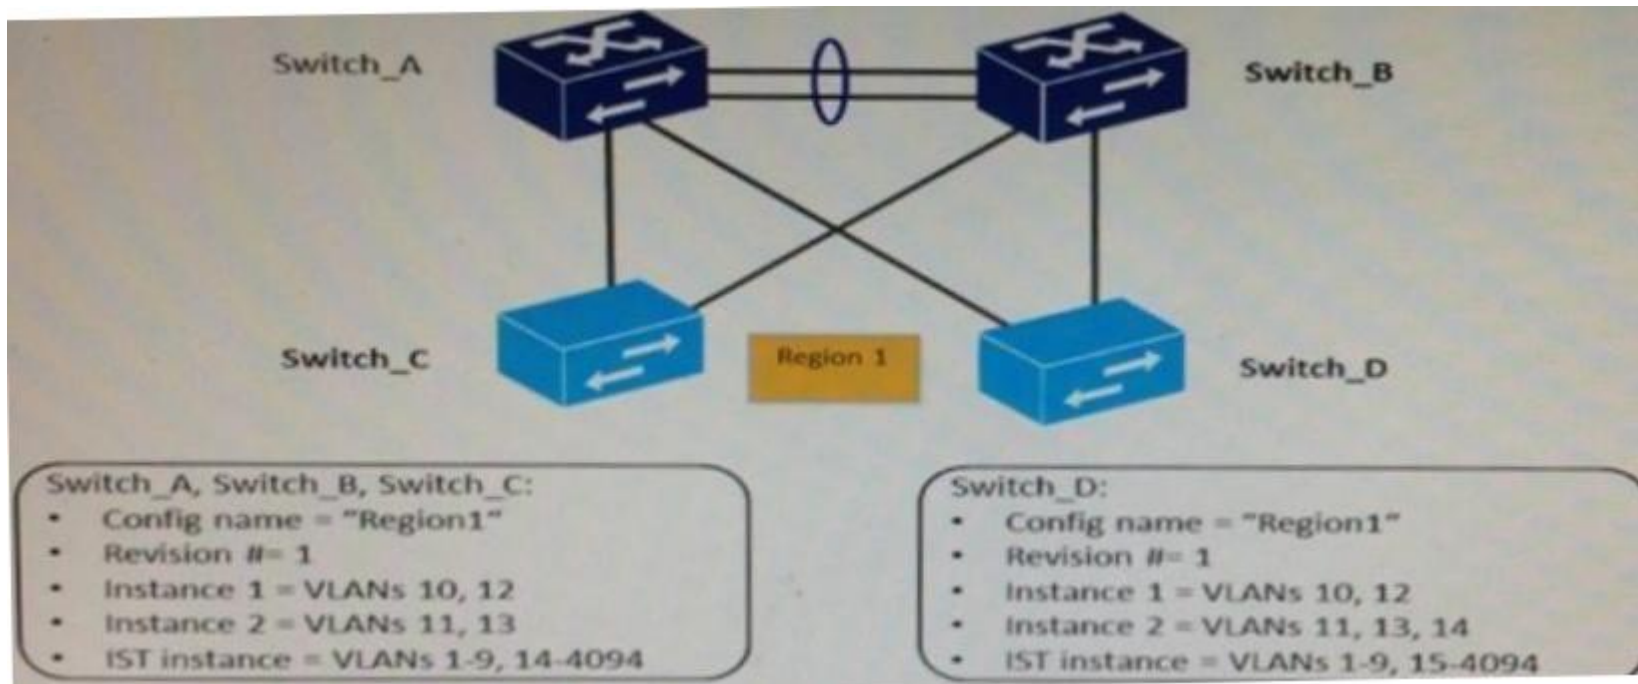 Switch_A
Switch_B
Switch_C
Region 1
Switch_D
Switch_A, Switch_B, Switch_C:
• Config name = "Region1"
• Revision #= 1
• Instance 1 = VLANs 10, 12
• Instance 2 = VLANs 11, 13
• IST instance = VLANs 1-9, 14-4094
Switch_D:
• Config name = "Region1"
• Revision #= 1
• Instance 1 = VLANs 10, 12
• Instance 2 = VLANs 11, 13, 14
• IST instance = VLANs 1-9, 15-4094